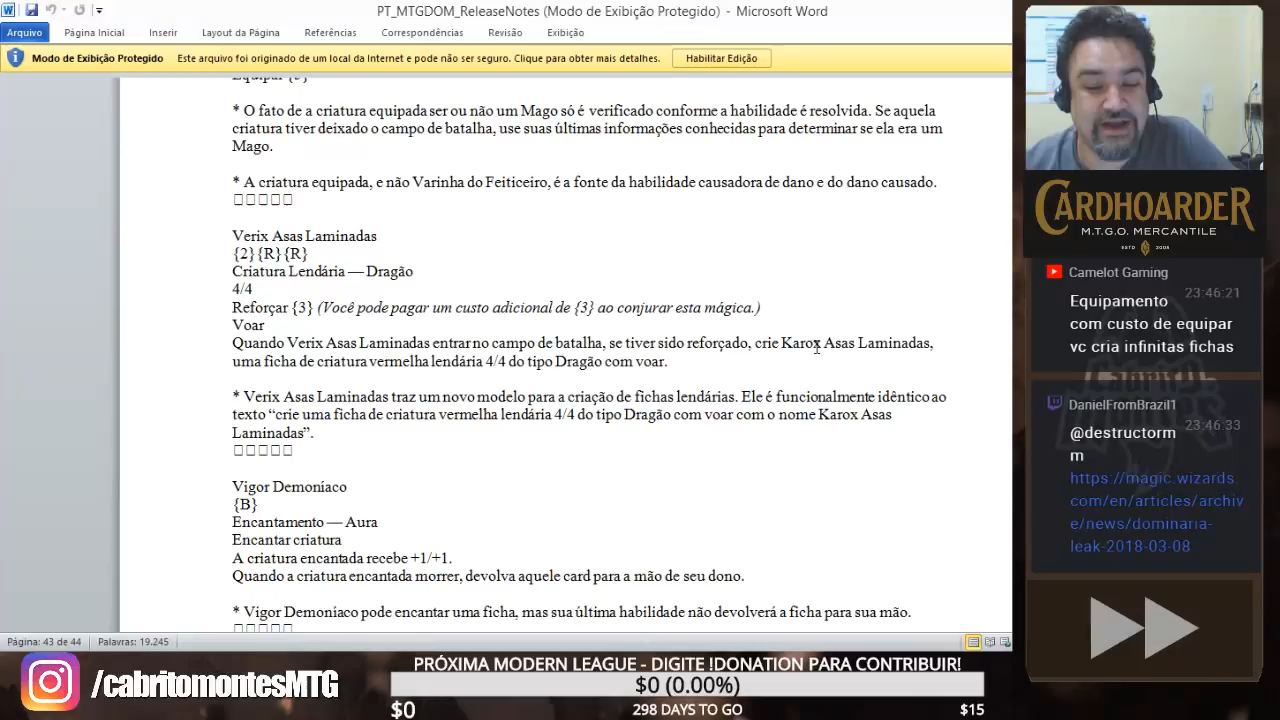 PT_MTGDOM_ReleaseNotes (Modo de Exibição Protegido) - Microsoft Word
Arquivo Página Inicial Inserir Layout da Página Referências Correspondências Revisão Exibição
Modo de Exibição Protegido Este arquivo foi originado de um local da Internet e pode não ser seguro. Clique para obter mais detalhes. Habilitar Edição
* O fato de a criatura equipada ser ou não um Mago só é verificado conforme a habilidade é resolvida. Se aquela
criatura tiver deixado o campo de batalha, use suas últimas informações conhecidas para determinar se ela era um
Mago.
* A criatura equipada, e não Varinha do Feiticeiro, é a fonte da habilidade causadora de dano e do dano causado.
Verix Asas Laminadas
{2}{R}{R}
Criatura Lendária — Dragão
4/4
Reforçar {3} (Você pode pagar um custo adicional de {3} ao conjurar esta mágica.)
Voar
Quando Verix Asas Laminadas entrar no campo de batalha, se tiver sido reforçado, crie Karox Asas Laminadas,
uma ficha de criatura vermelha lendária 4/4 do tipo Dragão com voar.
* Verix Asas Laminadas traz um novo modelo para a criação de fichas lendárias. Ele é funcionalmente idêntico ao
texto “crie uma ficha de criatura vermelha lendária 4/4 do tipo Dragão com voar com o nome Karox Asas
Laminadas”.
Vigor Demoníaco
{B}
Encantamento — Aura
Encantar criatura
A criatura encantada recebe +1/+1.
Quando a criatura encantada morrer, devolva aquele card para a mão de seu dono.
* Vigor Demoníaco pode encantar uma ficha, mas sua última habilidade não devolverá a ficha para sua mão.
Página: 43 de 44 Palavras: 19.245
CARDHOARDER
M.T.G.O. MERCANTILE
ESTD 2006
Camelot Gaming
23:46:21
Equipamento
com custo de equipar
vc cria infinitas fichas
DanielFromBrazil1
23:46:33
@destructorm
m
https://magic.wizards.
com/en/articles/archiv
e/news/dominaria-
leak-2018-03-08
/cabritomontesMTG
PRÓXIMA MODERN LEAGUE - DIGITE !DONATION PARA CONTRIBUIR!
$0 (0.00%)
$0 298 DAYS TO GO $15